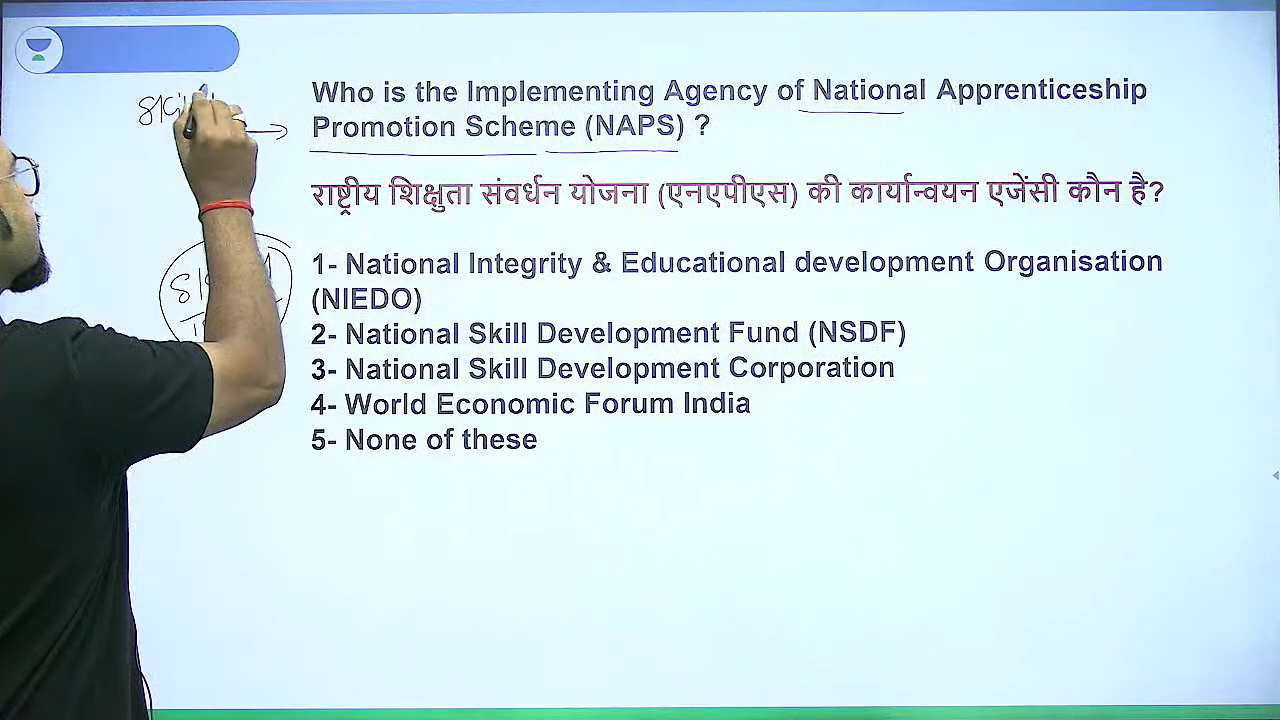 Who is the Implementing Agency of National Apprenticeship
Promotion Scheme (NAPS) ?
राष्ट्रीय शिक्षुता संवर्धन योजना (एनएपीएस) की कार्यान्वयन एजेंसी कौन है?
1- National Integrity & Educational development Organisation
(NIEDO)
2- National Skill Development Fund (NSDF)
3- National Skill Development Corporation
4- World Economic Forum India
5- None of these